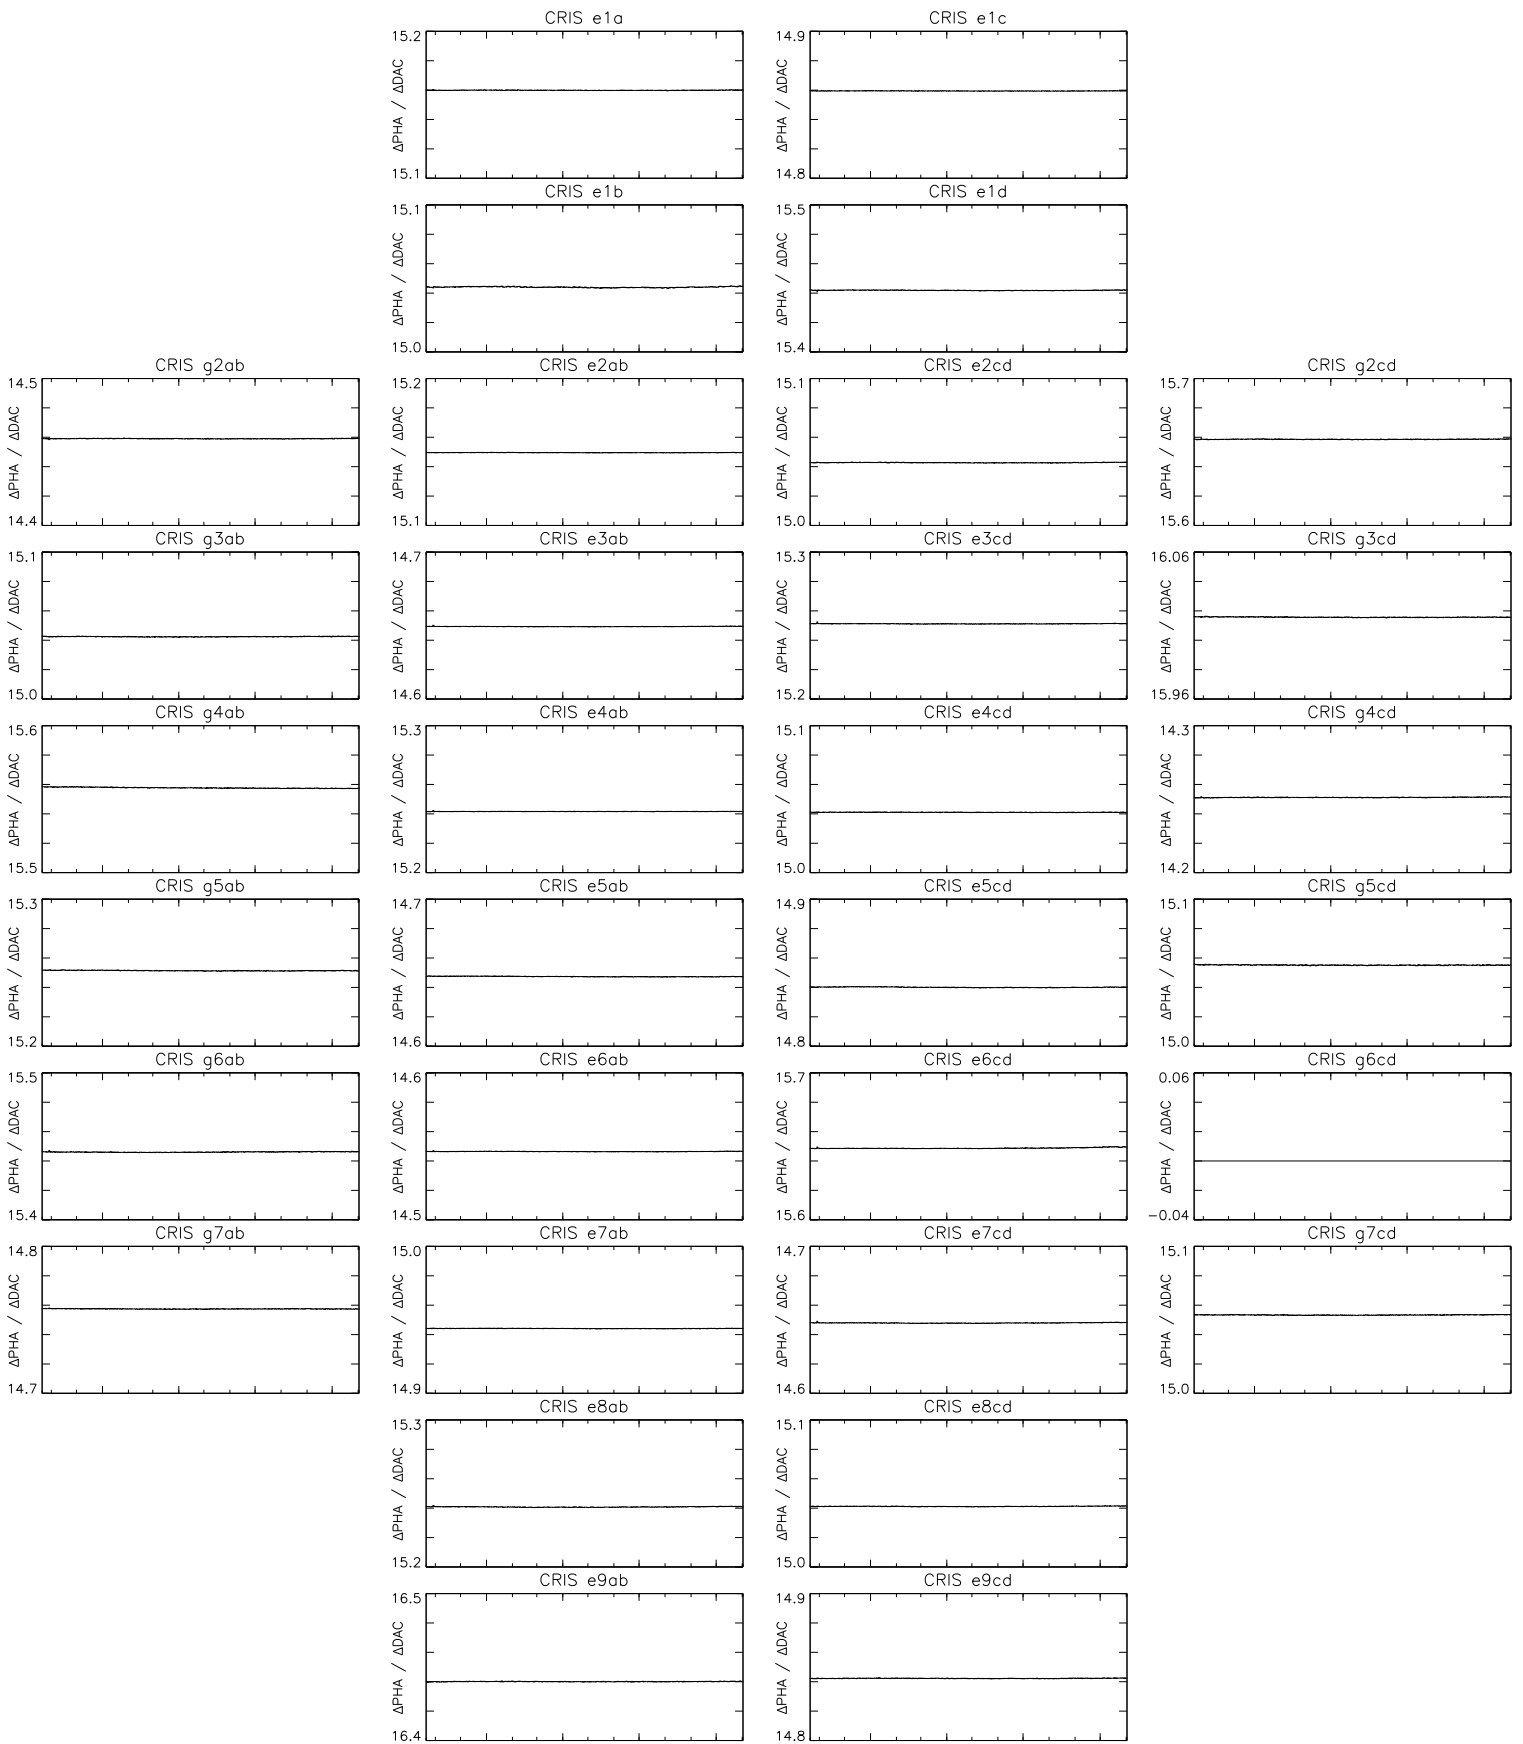 CRIS e1a
CRIS e1c
15.2
ΔPHA / ΔDAC
15.1
14.9
ΔPHA / ΔDAC
14.8
CRIS e1b
CRIS e1d
15.1
ΔPHA / ΔDAC
15.0
15.5
ΔPHA / ΔDAC
15.4
CRIS g2ab
CRIS e2ab
CRIS e2cd
CRIS g2cd
14.5
ΔPHA / ΔDAC
14.4
15.2
ΔPHA / ΔDAC
15.1
15.1
ΔPHA / ΔDAC
15.0
15.7
ΔPHA / ΔDAC
15.6
CRIS g3ab
CRIS e3ab
CRIS e3cd
CRIS g3cd
15.1
ΔPHA / ΔDAC
15.0
14.7
ΔPHA / ΔDAC
14.6
15.3
ΔPHA / ΔDAC
15.2
16.06
ΔPHA / ΔDAC
15.96
CRIS g4ab
CRIS e4ab
CRIS e4cd
CRIS g4cd
15.6
ΔPHA / ΔDAC
15.5
15.3
ΔPHA / ΔDAC
15.2
15.1
ΔPHA / ΔDAC
15.0
14.3
ΔPHA / ΔDAC
14.2
CRIS g5ab
CRIS e5ab
CRIS e5cd
CRIS g5cd
15.3
ΔPHA / ΔDAC
15.2
14.7
ΔPHA / ΔDAC
14.6
14.9
ΔPHA / ΔDAC
14.8
15.1
ΔPHA / ΔDAC
15.0
CRIS g6ab
CRIS e6ab
CRIS e6cd
CRIS g6cd
15.5
ΔPHA / ΔDAC
15.4
14.6
ΔPHA / ΔDAC
14.5
15.7
ΔPHA / ΔDAC
15.6
0.06
ΔPHA / ΔDAC
−0.04
CRIS g7ab
CRIS e7ab
CRIS e7cd
CRIS g7cd
14.8
ΔPHA / ΔDAC
14.7
15.0
ΔPHA / ΔDAC
14.9
14.7
ΔPHA / ΔDAC
14.6
15.1
ΔPHA / ΔDAC
15.0
CRIS e8ab
CRIS e8cd
15.3
ΔPHA / ΔDAC
15.2
15.1
ΔPHA / ΔDAC
15.0
CRIS e9ab
CRIS e9cd
16.5
ΔPHA / ΔDAC
16.4
14.9
ΔPHA / ΔDAC
14.8